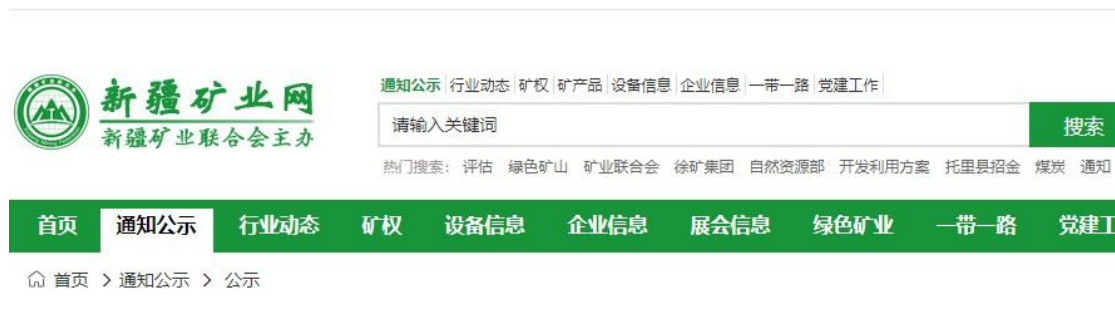 通知公示 行业动态 矿权 矿产品 设备信息 企业信息 一带一路 党建工作
新疆矿业网
新疆矿业联合会主办
请输入关键词 搜索
热门搜索: 评估 绿色矿山 矿业联合会 徐矿集团 自然资源部 开发利用方案 托里县招金 煤炭 通知
首页 通知公示 行业动态 矿权 设备信息 企业信息 展会信息 绿色矿业 一带一路 党建工
首页 > 通知公示 > 公示